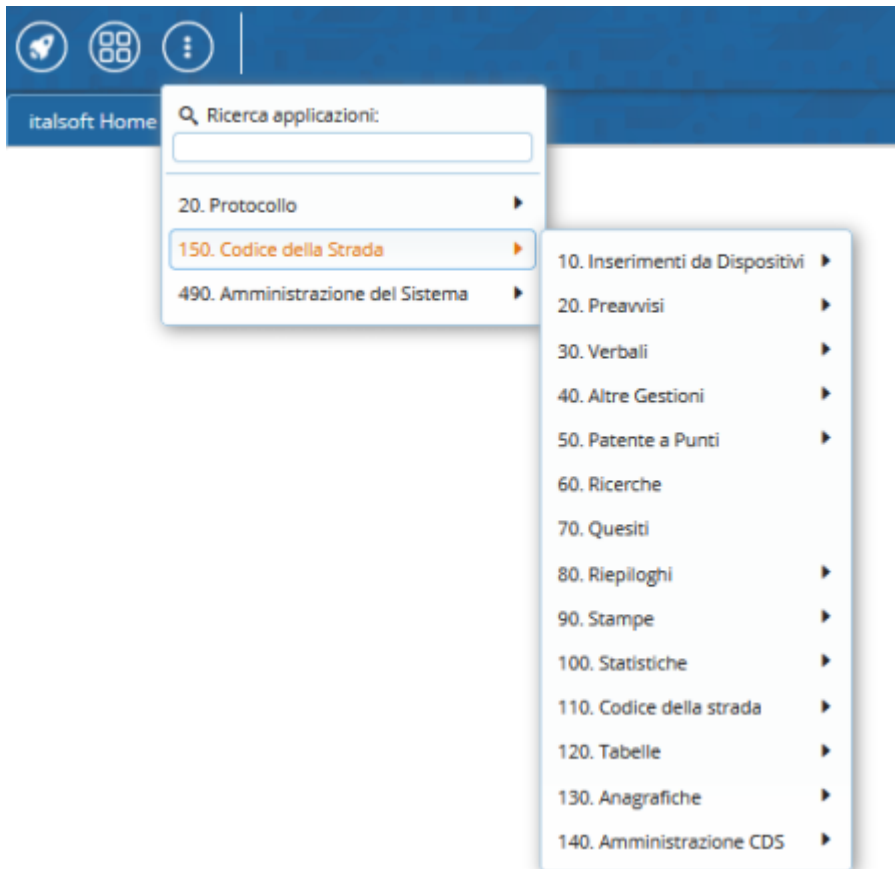 italsoft Home
Ricerca applicazioni:
20. Protocollo
150. Codice della Strada
490. Amministrazione del Sistema
10. Inserimenti da Dispositivi
20. Preavvisi
30. Verbali
40. Altre Gestioni
50. Patente a Punti
60. Ricerche
70. Quesiti
80. Riepiloghi
90. Stampe
100. Statistiche
110. Codice della strada
120. Tabelle
130. Anagrafiche
140. Amministrazione CDS